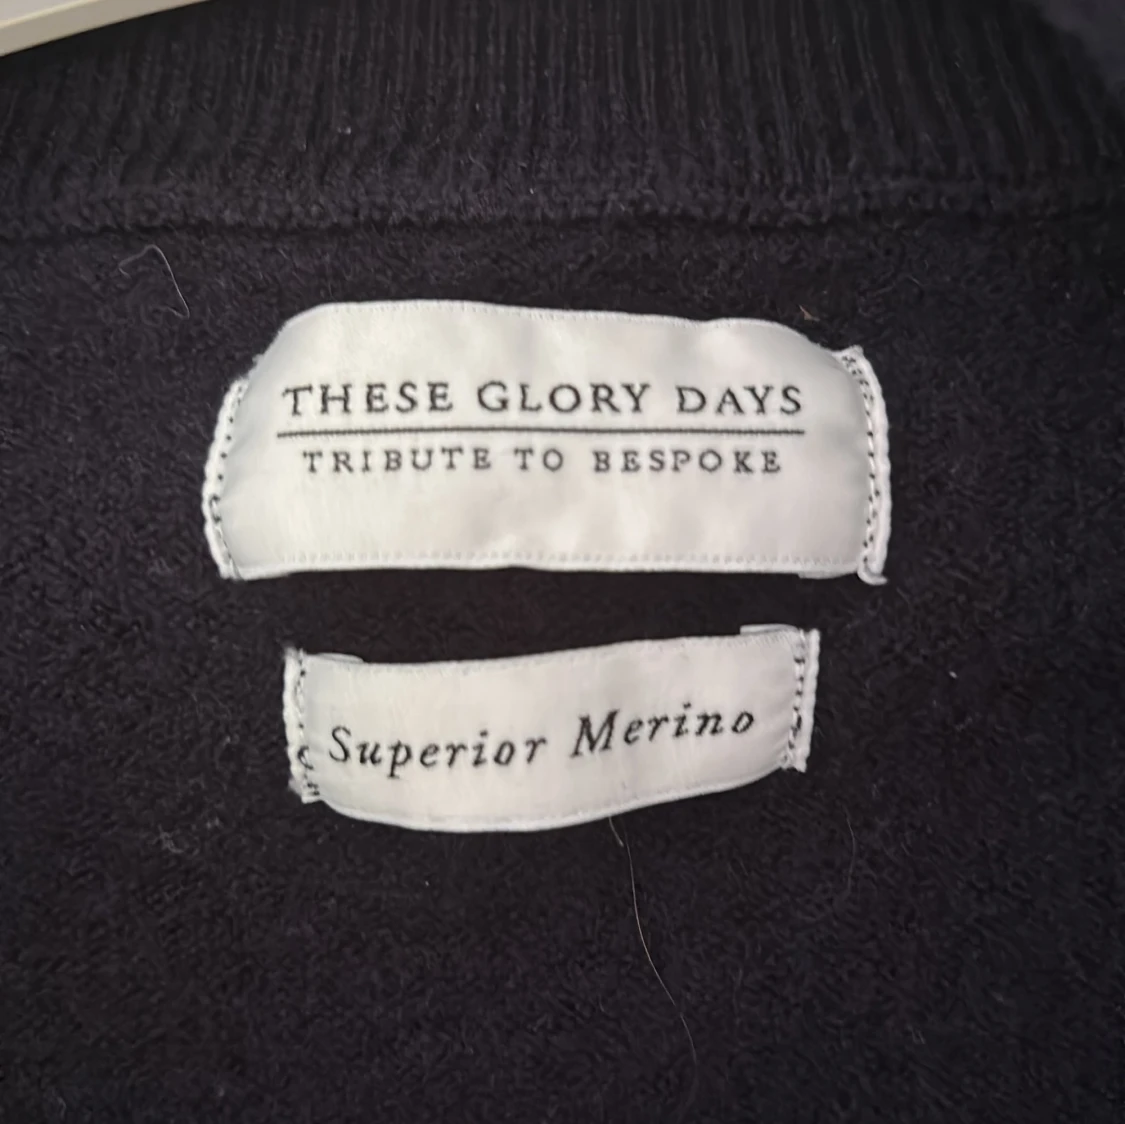 THESE GLORY DAYS
TRIBUTE TO BESPOKE
Superior Merino